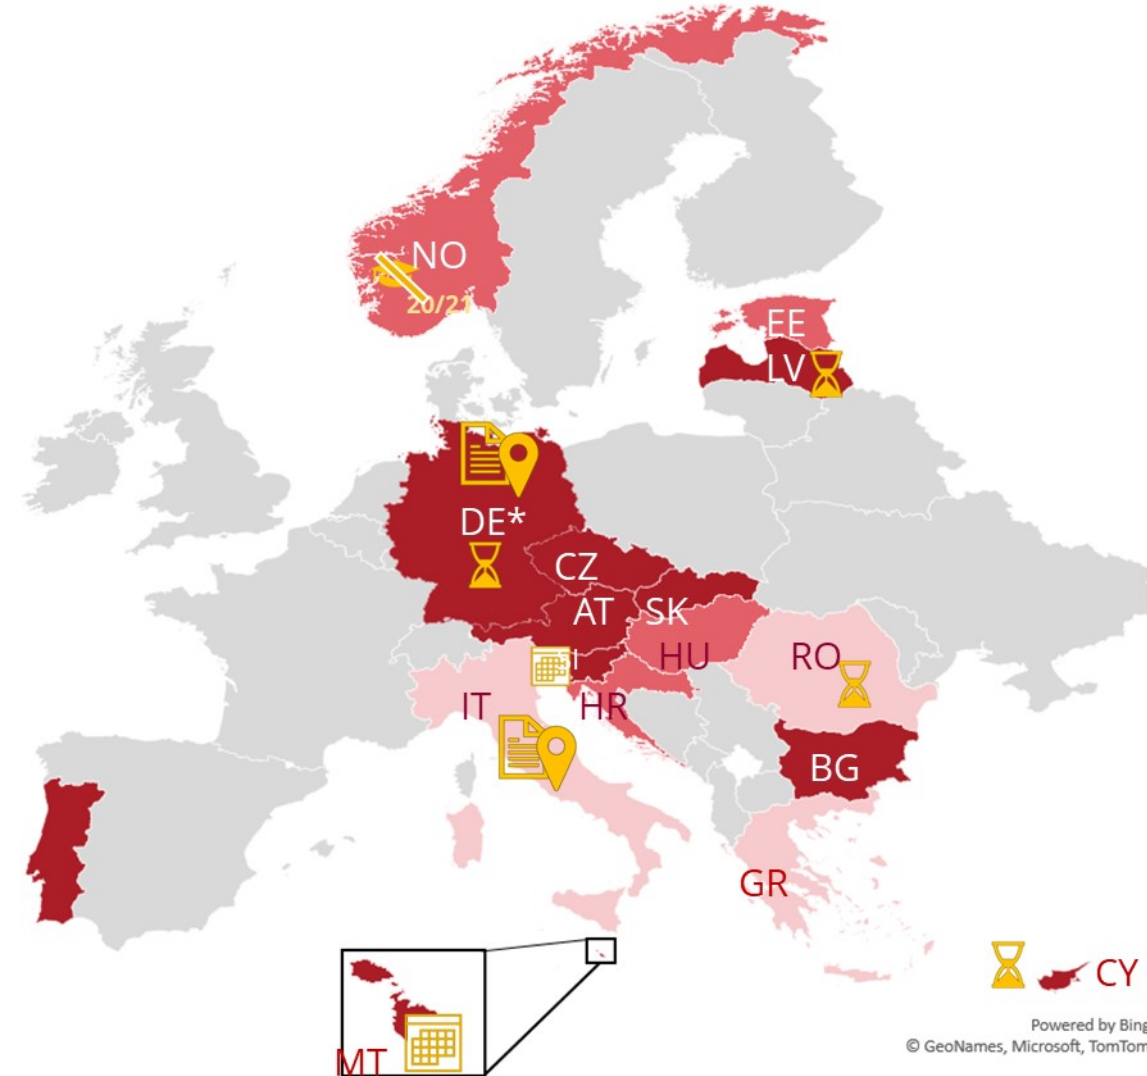 NO
20/21
EE
LV
DE*
CZ
AT
SK
SI
HU
RO
IT
HR
BG
GR
CY
MT
Powered by Bing
© GeoNames, Microsoft, TomTom